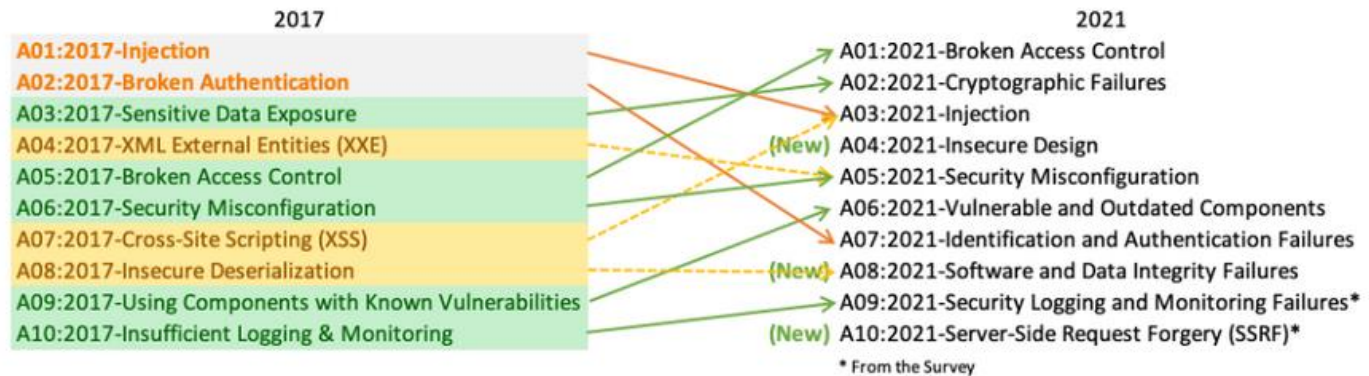 2017
2021
A01:2017-Injection
A01:2021-Broken Access Control
A02:2017-Broken Authentication
A02:2021-Cryptographic Failures
A03:2017-Sensitive Data Exposure
A03:2021-Injection
A04:2017-XML External Entities (XXE)
(New) A04:2021-Insecure Design
A05:2017-Broken Access Control
A05:2021-Security Misconfiguration
A06:2017-Security Misconfiguration
A06:2021-Vulnerable and Outdated Components
A07:2017-Cross-Site Scripting (XSS)
A07:2021-Identification and Authentication Failures
A08:2017-Insecure Deserialization
(New) A08:2021-Software and Data Integrity Failures
A09:2017-Using Components with Known Vulnerabilities
A09:2021-Security Logging and Monitoring Failures*
A10:2017-Insufficient Logging & Monitoring
(New) A10:2021-Server-Side Request Forgery (SSRF)*
* From the Survey